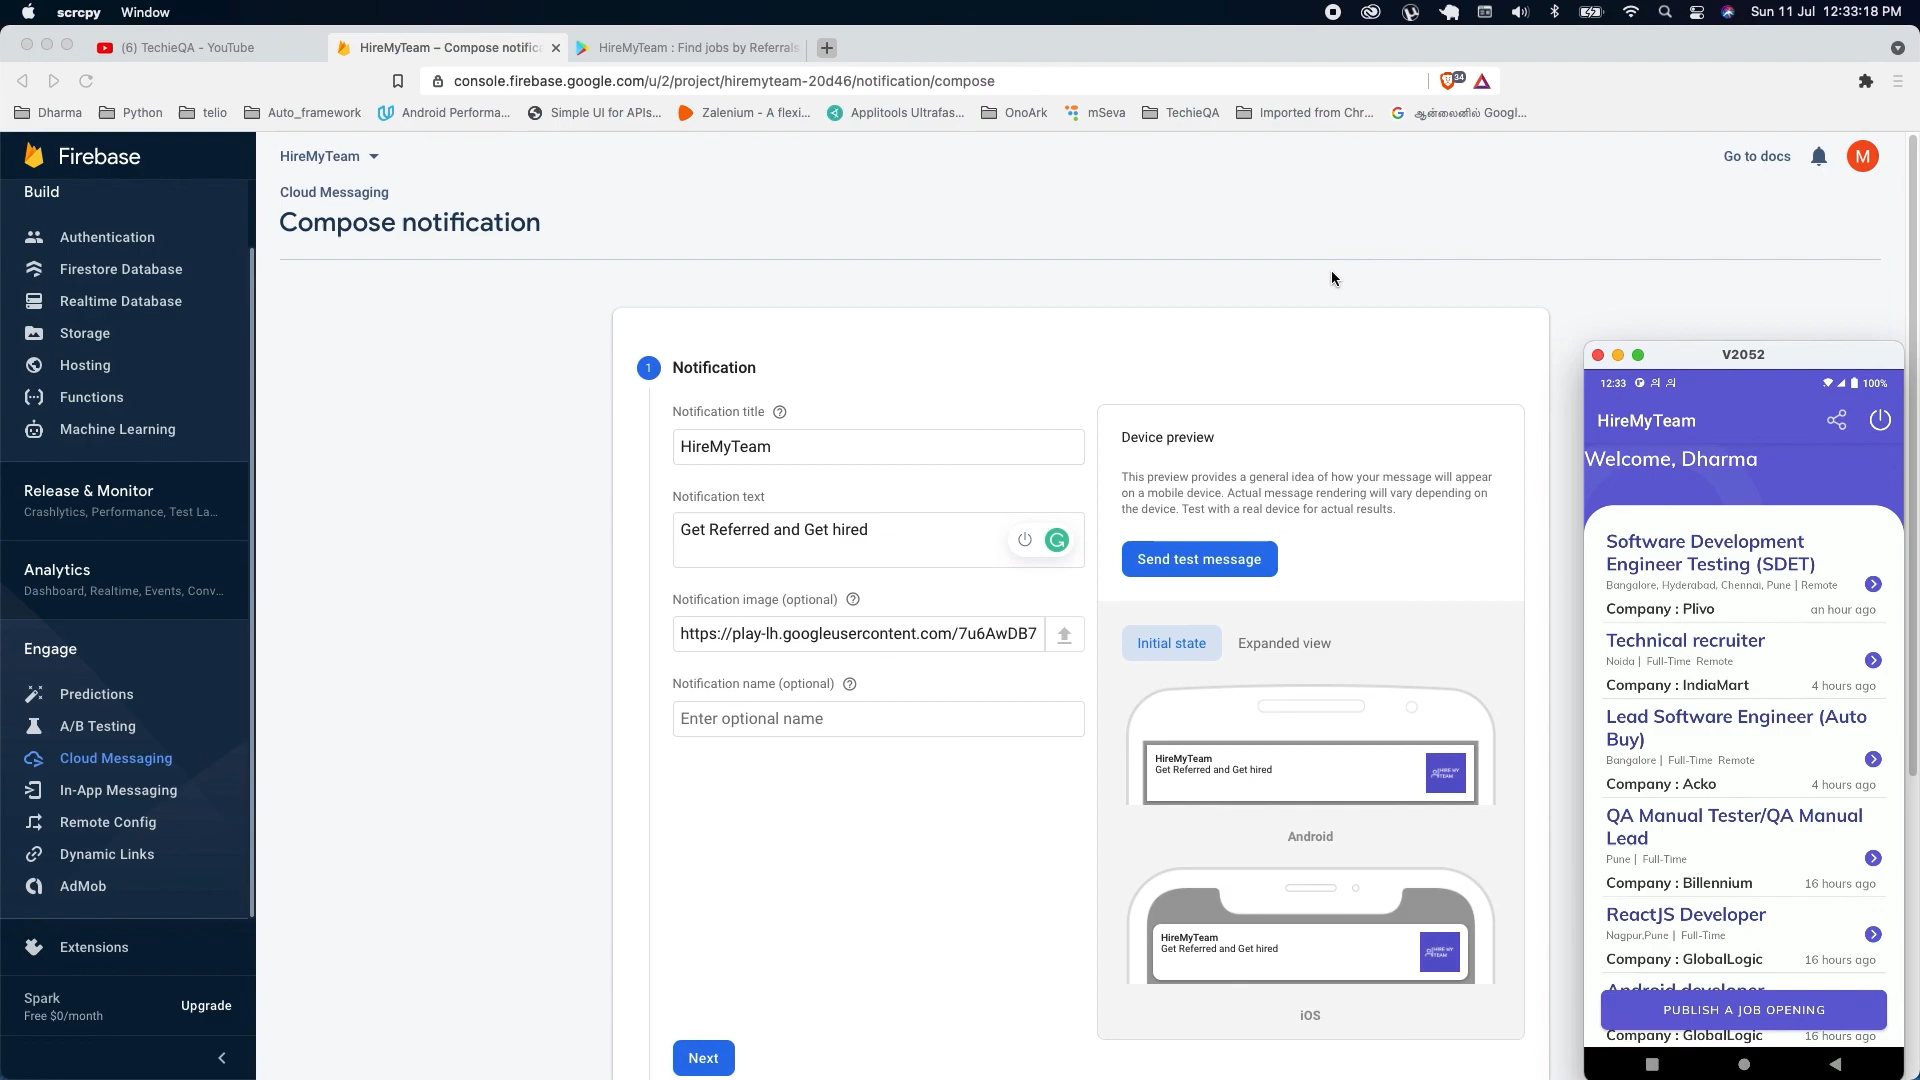 scrcpy Window
Sun 11 Jul 12:33:18 PM
(6) TechieQA - YouTube
HireMyTeam – Compose notific
HireMyTeam : Find jobs by Referrals
console.firebase.google.com/u/2/project/hiremyteam-20d46/notification/compose
34
Dharma
Python
telio
Auto_framework
Android Performa...
Simple UI for APIs...
Zalenium - A flexi...
Applitools Ultrafas...
OnoArk
mSeva
TechieQA
Imported from Chr...
ஆன்லைனில் Googl...
Firebase
Build
Authentication
Firestore Database
Realtime Database
Storage
Hosting
Functions
Machine Learning
Release & Monitor
Crashlytics, Performance, Test La...
Analytics
Dashboard, Realtime, Events, Conv...
Engage
Predictions
A/B Testing
Cloud Messaging
In-App Messaging
Remote Config
Dynamic Links
AdMob
Extensions
Spark
Free $0/month
Upgrade
HireMyTeam
Go to docs
M
Cloud Messaging
Compose notification
1
Notification
Notification title
HireMyTeam
Notification text
Get Referred and Get hired
Notification image (optional)
https://play-lh.googleusercontent.com/7u6AwDB7
Notification name (optional)
Enter optional name
Next
Device preview
This preview provides a general idea of how your message will appear
on a mobile device. Actual message rendering will vary depending on
the device. Test with a real device for actual results.
Send test message
Initial state
Expanded view
HireMyTeam
Get Referred and Get hired
HIRE MY
TEAM
Android
HireMyTeam
Get Referred and Get hired
HIRE MY
TEAM
iOS
V2052
12:33
100%
HireMyTeam
Welcome, Dharma
Software Development
Engineer Testing (SDET)
Bangalore, Hyderabad, Chennai, Pune | Remote
Company : Plivo
an hour ago
Technical recruiter
Noida | Full-Time Remote
Company : IndiaMart
4 hours ago
Lead Software Engineer (Auto
Buy)
Bangalore | Full-Time Remote
Company : Acko
4 hours ago
QA Manual Tester/QA Manual
Lead
Pune | Full-Time
Company : Billennium
16 hours ago
ReactJS Developer
Nagpur,Pune | Full-Time
Company : GlobalLogic
16 hours ago
Android developer
PUBLISH A JOB OPENING
Company : GlobalLogic
16 hours ago